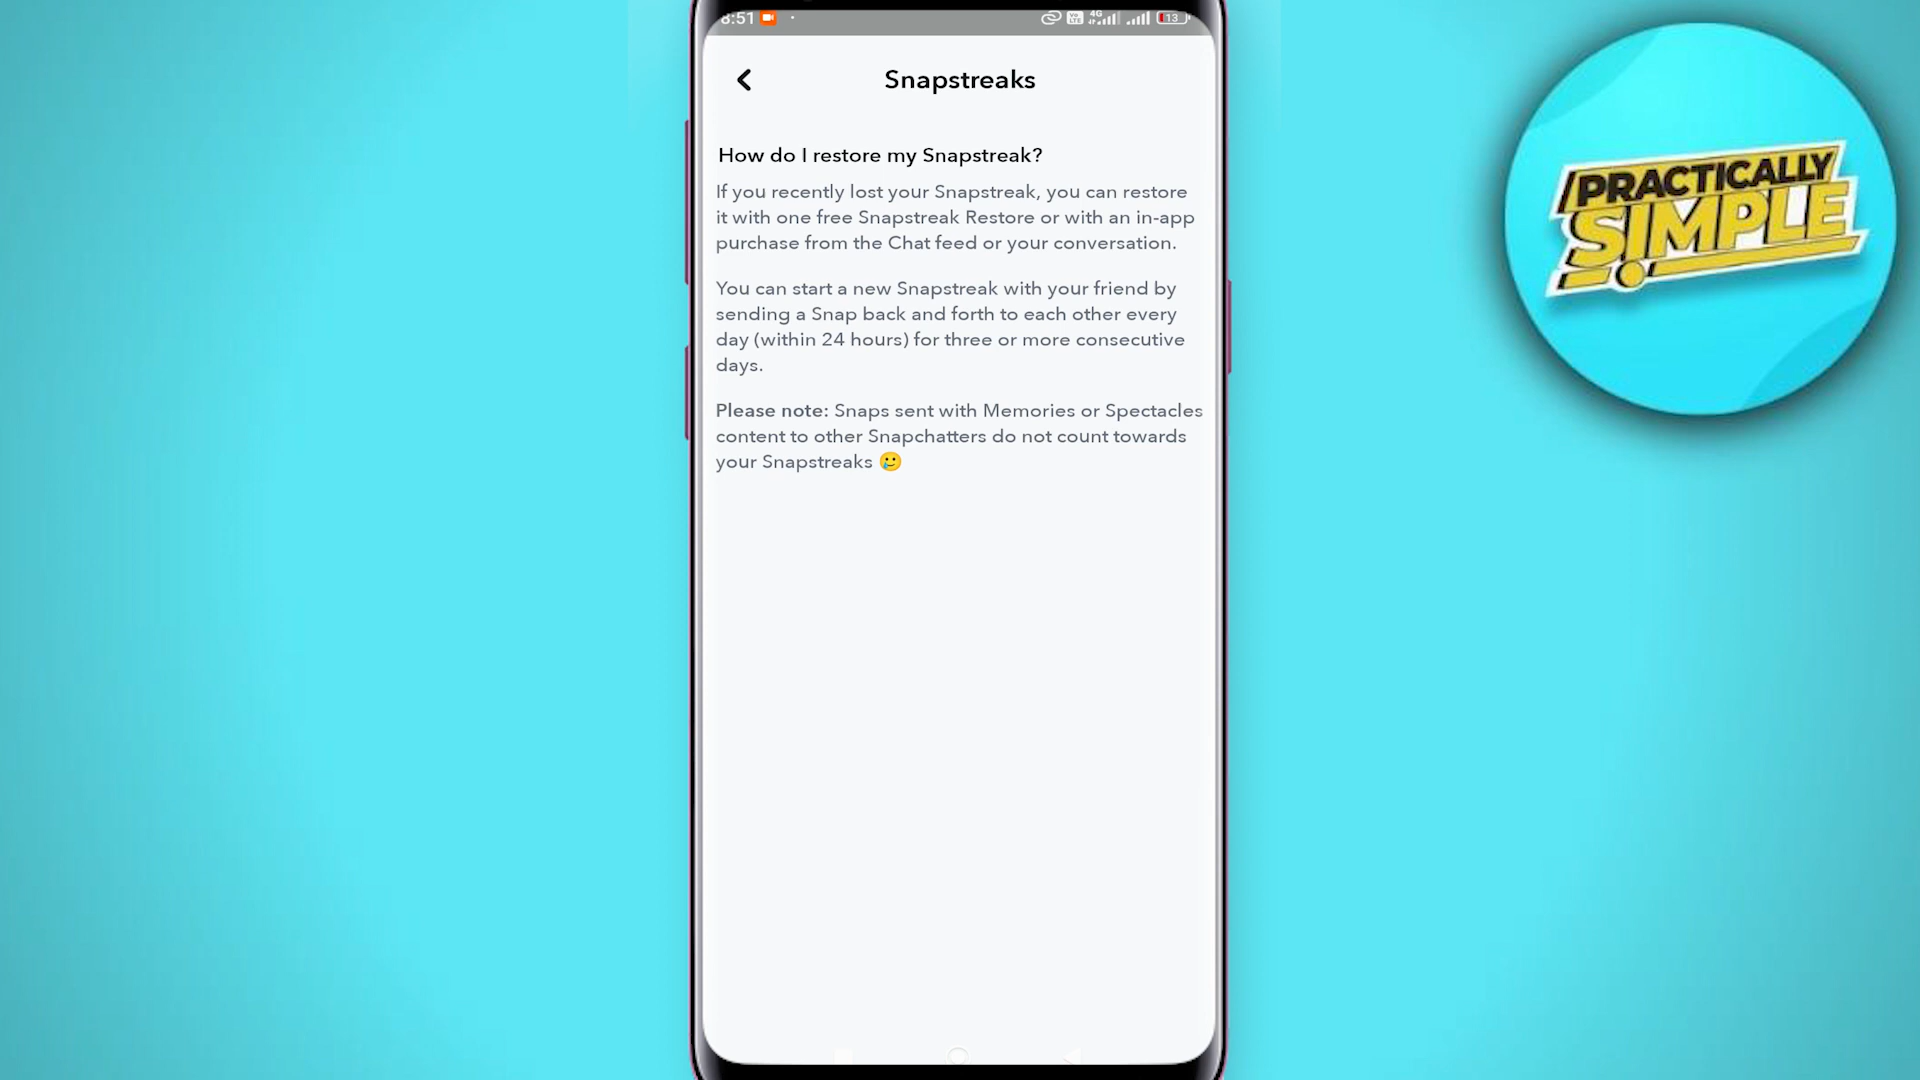 8:51
4G
13
Snapstreaks
How do I restore my Snapstreak?
If you recently lost your Snapstreak, you can restore
it with one free Snapstreak Restore or with an in-app
purchase from the Chat feed or your conversation.
You can start a new Snapstreak with your friend by
sending a Snap back and forth to each other every
day (within 24 hours) for three or more consecutive
days.
Please note: Snaps sent with Memories or Spectacles
content to other Snapchatters do not count towards
your Snapstreaks 🥲
PRACTICALLY
SIMPLE